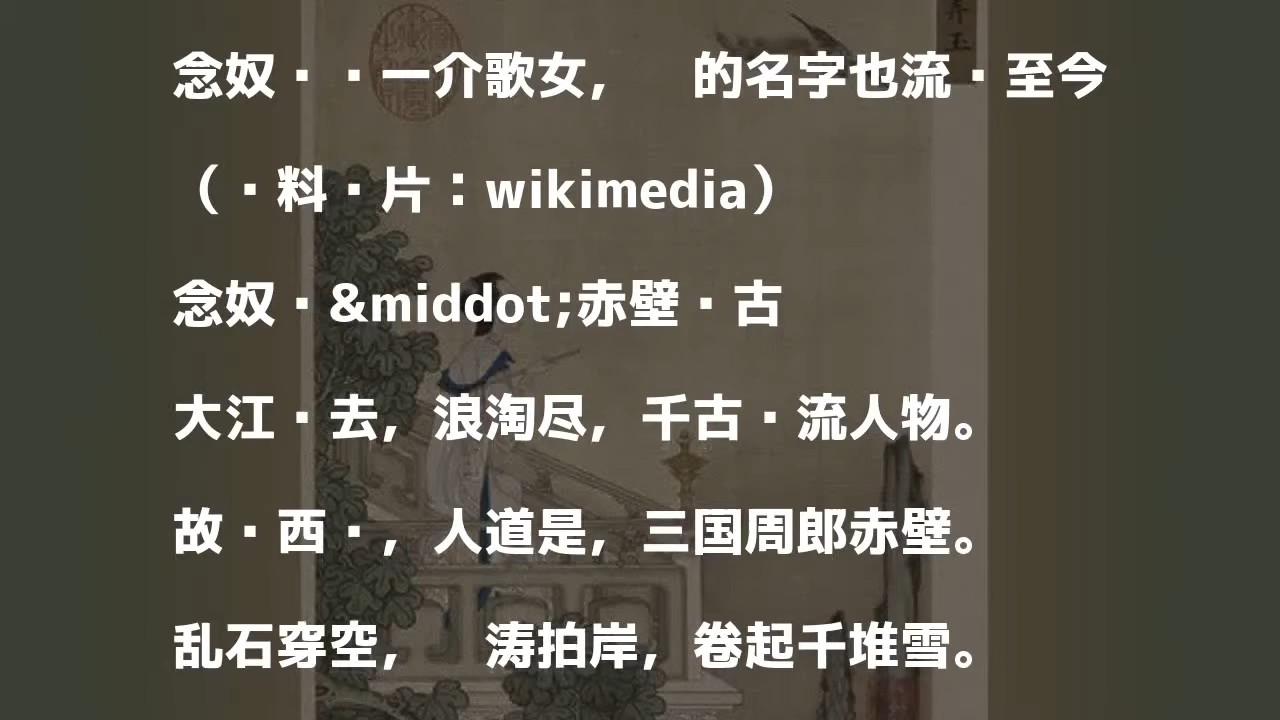 念奴··一介歌女，　的名字也流·至今
（·料·片：wikimedia）
念奴·&middot;赤壁·古
大江·去，浪淘尽，千古·流人物。
故·西·，人道是，三国周郎赤壁。
乱石穿空，　涛拍岸，卷起千堆雪。